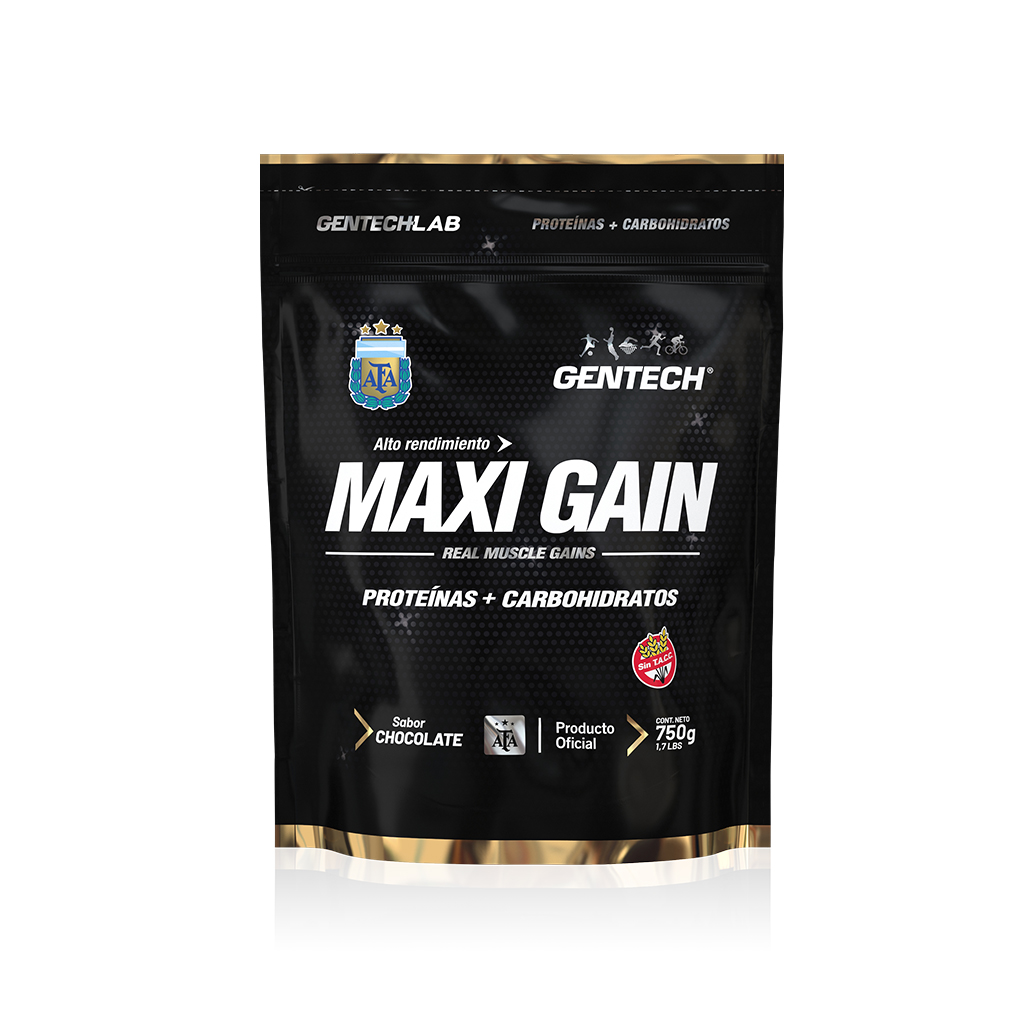 GENTECHLAB
PROTEÍNAS + CARBOHIDRATOS
AFA
GENTECH®
Alto rendimiento
MAXI GAIN
REAL MUSCLE GAINS
PROTEÍNAS + CARBOHIDRATOS
Sin T.A.C.C.
Sabor
CHOCOLATE
AFA
Producto
Oficial
CONT. NETO
750g
1,7 LBS